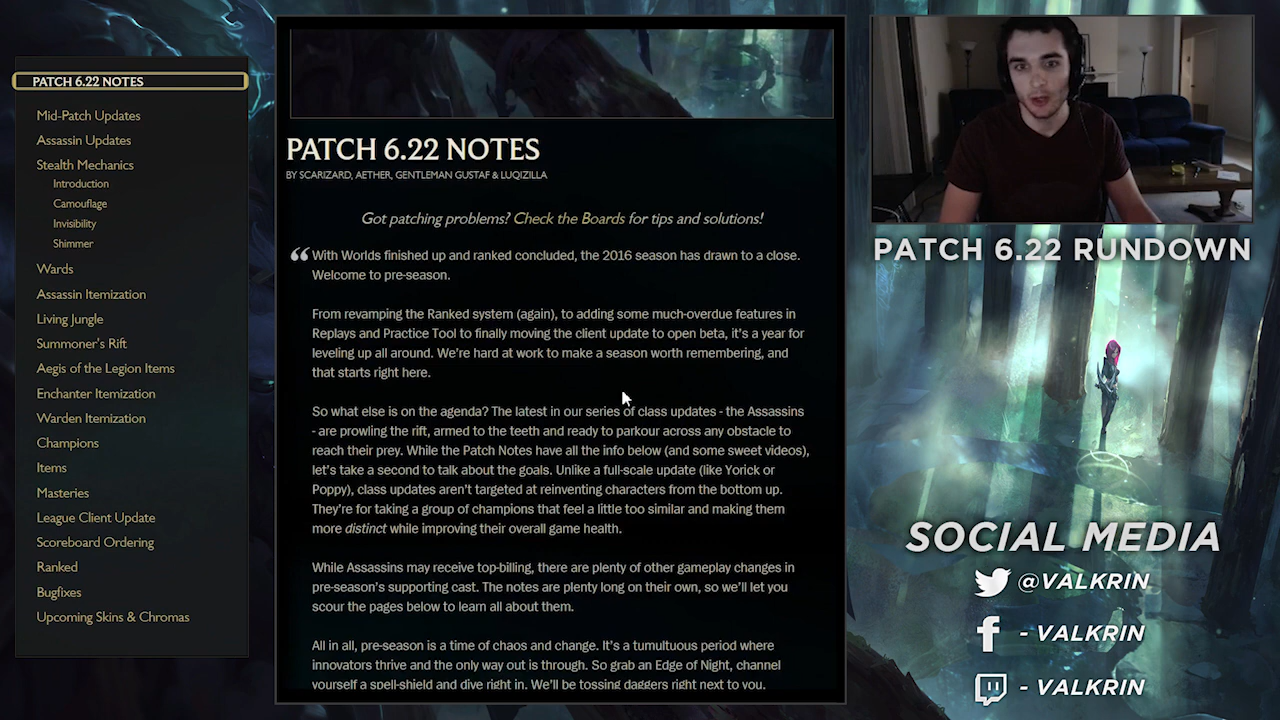 PATCH 6.22 NOTES
Mid-Patch Updates
Assassin Updates
Stealth Mechanics
Introduction
Camouflage
Invisibility
Shimmer
Wards
Assassin Itemization
Living Jungle
Summoner's Rift
Aegis of the Legion Items
Enchanter Itemization
Warden Itemization
Champions
Items
Masteries
League Client Update
Scoreboard Ordering
Ranked
Bugfixes
Upcoming Skins & Chromas
PATCH 6.22 NOTES
BY SCARIZARD, AETHER, GENTLEMAN GUSTAF & LUQIZILLA
Got patching problems? Check the Boards for tips and solutions!
“ With Worlds finished up and ranked concluded, the 2016 season has drawn to a close.
Welcome to pre-season.
From revamping the Ranked system (again), to adding some much-overdue features in
Replays and Practice Tool to finally moving the client update to open beta, it's a year for
leveling up all around. We're hard at work to make a season worth remembering, and
that starts right here.
So what else is on the agenda? The latest in our series of class updates - the Assassins
- are prowling the rift, armed to the teeth and ready to parkour across any obstacle to
reach their prey. While the Patch Notes have all the info below (and some sweet videos),
let's take a second to talk about the goals. Unlike a full-scale update (like Yorick or
Poppy), class updates aren't targeted at reinventing characters from the bottom up.
They're for taking a group of champions that feel a little too similar and making them
more distinct while improving their overall game health.
While Assassins may receive top-billing, there are plenty of other gameplay changes in
pre-season's supporting cast. The notes are plenty long on their own, so we'll let you
scour the pages below to learn all about them.
All in all, pre-season is a time of chaos and change. It's a tumultuous period where
innovators thrive and the only way out is through. So grab an Edge of Night, channel
yourself a spell-shield and dive right in. We'll be tossing daggers right next to you.
PATCH 6.22 RUNDOWN
SOCIAL MEDIA
@VALKRIN
- VALKRIN
- VALKRIN